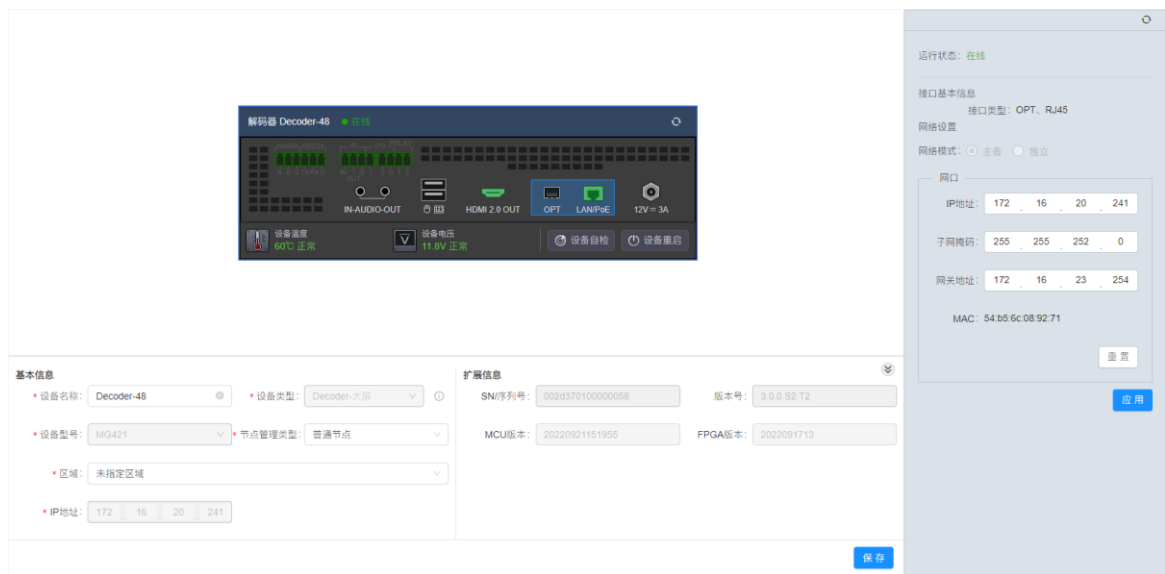 运行状态: 在线
接口基本信息
接口类型: OPT、RJ45
网络设置
网络模式: 主备 独立
网口
IP地址: 172 . 16 . 20 . 241
子网掩码: 255 . 255 . 252 . 0
网关地址: 172 . 16 . 23 . 254
MAC: 54:b5:6c:08:92:71
重置
应用
解码器 Decoder-48 在线
IN-AUDIO-OUT
HDMI 2.0 OUT
OPT
LAN/PoE
12V 3A
设备温度
60℃ 正常
V
设备电压
11.8V 正常
设备自检
设备重启
基本信息
* 设备名称: Decoder-48
* 设备类型: Decoder-大屏
* 设备型号: MG421
* 节点管理类型: 普通节点
* 区域: 未指定区域
* IP地址: 172 16 20 241
扩展信息
SN/序列号: 002d370100000058
版本号: 3.0.0.S2.T2
MCU版本: 20220921151955
FPGA版本: 2022091713
保存